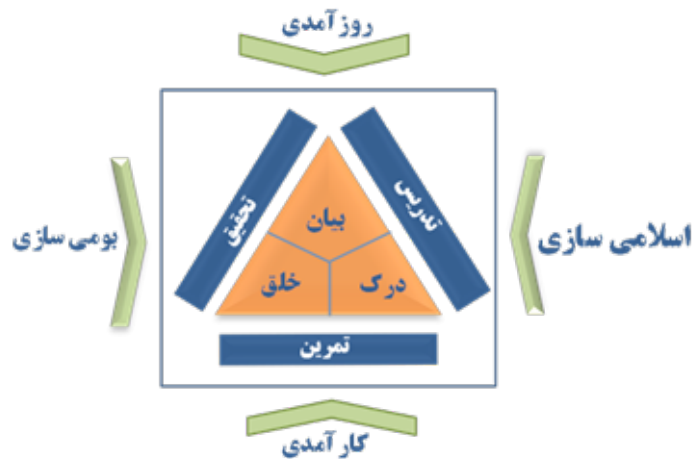 روزآمدی
تدریس
تحقیق
بیان
اسلامی سازی
بومی سازی
درک
خلق
تمرین
کارآمدی